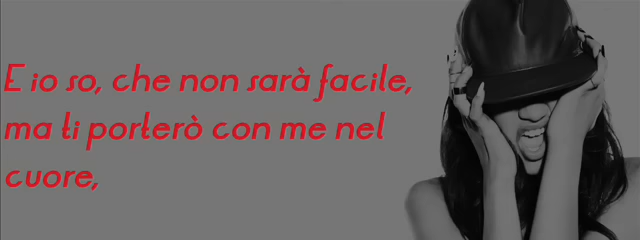 E io so, che non sarà facile,
ma ti porterò con me nel
cuore,